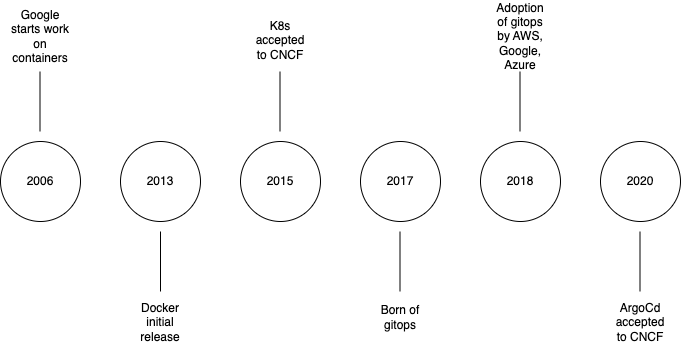 Google
starts work
on
containers
K8s
accepted
to CNCF
Adoption
of gitops
by AWS,
Google,
Azure
2006
2013
2015
2017
2018
2020
Docker
initial
release
Born of
gitops
ArgoCd
accepted
to CNCF